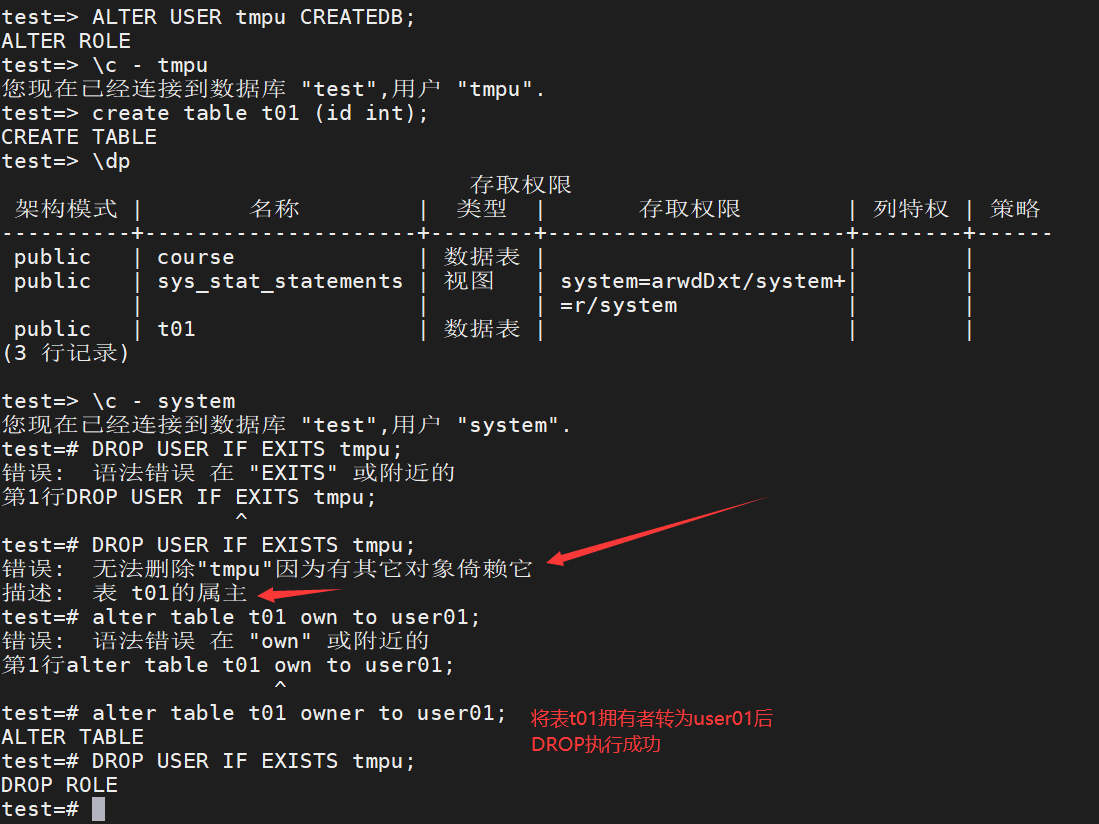 test=> ALTER USER tmpu CREATEDB;
ALTER ROLE
test=> \c - tmpu
您现在已经连接到数据库 "test",用户 "tmpu".
test=> create table t01 (id int);
CREATE TABLE
test=> \dp
存取权限
架构模式 | 名称 | 类型 | 存取权限 | 列特权 | 策略
----------+---------------------+--------+-----------------------+--------+------
public | course | 数据表 | | |
public | sys_stat_statements | 视图 | system=arwdDxt/system+| |
| | | =r/system | |
public | t01 | 数据表 | | |
(3 行记录)
test=> \c - system
您现在已经连接到数据库 "test",用户 "system".
test=# DROP USER IF EXITS tmpu;
错误: 语法错误 在 "EXITS" 或附近的
第1行DROP USER IF EXITS tmpu;
^
test=# DROP USER IF EXISTS tmpu;
错误: 无法删除"tmpu"因为有其它对象倚赖它
描述: 表 t01的属主
test=# alter table t01 own to user01;
错误: 语法错误 在 "own" 或附近的
第1行alter table t01 own to user01;
^
test=# alter table t01 owner to user01;
将表t01拥有者转为user01后
DROP执行成功
ALTER TABLE
test=# DROP USER IF EXISTS tmpu;
DROP ROLE
test=#